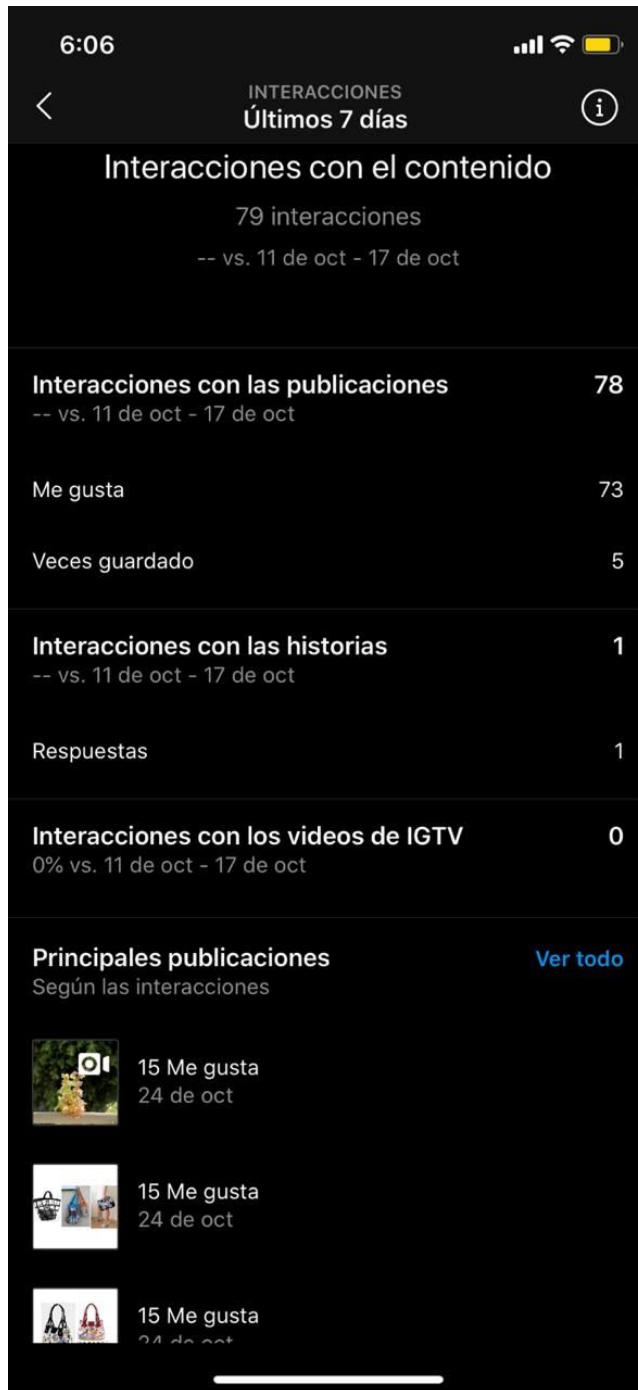 6:06
INTERACCIONES
Últimos 7 días
Interacciones con el contenido
79 interacciones
-- vs. 11 de oct - 17 de oct
Interacciones con las publicaciones 78
-- vs. 11 de oct - 17 de oct
Me gusta 73
Veces guardado 5
Interacciones con las historias 1
-- vs. 11 de oct - 17 de oct
Respuestas 1
Interacciones con los videos de IGTV 0
0% vs. 11 de oct - 17 de oct
Principales publicaciones Ver todo
Según las interacciones
15 Me gusta
24 de oct
15 Me gusta
24 de oct
15 Me gusta
24 de oct